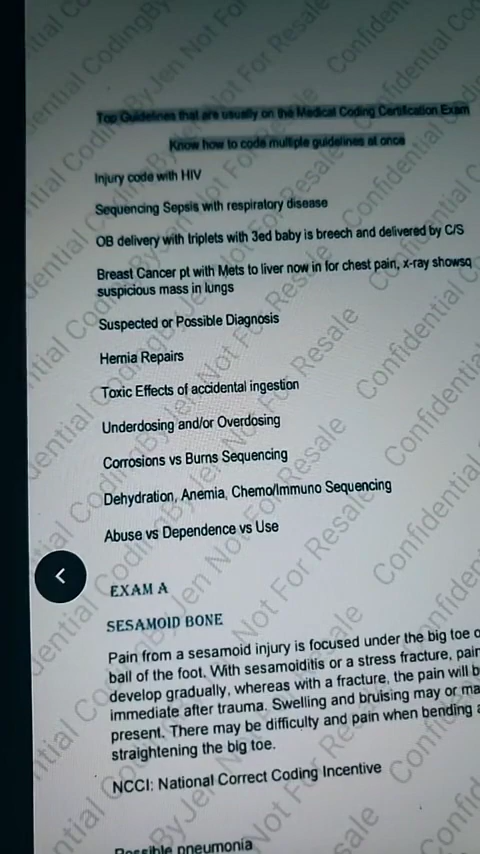 Top Guidelines that are usually on the Medical Coding Certification Exam
Know how to code multiple guidelines at once
Injury code with HIV
Sequencing Sepsis with respiratory disease
OB delivery with triplets with 3ed baby is breech and delivered by C/S
Breast Cancer pt with Mets to liver now in for chest pain, x-ray showsq
suspicious mass in lungs
Suspected or Possible Diagnosis
Hernia Repairs
Toxic Effects of accidental ingestion
Underdosing and/or Overdosing
Corrosions vs Burns Sequencing
Dehydration, Anemia, Chemo/Immuno Sequencing
Abuse vs Dependence vs Use
EXAM A
SESAMOID BONE
Pain from a sesamoid injury is focused under the big toe o
ball of the foot. With sesamoiditis or a stress fracture, pain
develop gradually, whereas with a fracture, the pain will b
immediate after trauma. Swelling and bruising may or ma
present. There may be difficulty and pain when bending a
straightening the big toe.
NCCI: National Correct Coding Incentive
Possible pneumonia
Confidential CodingByJen Not For Resale